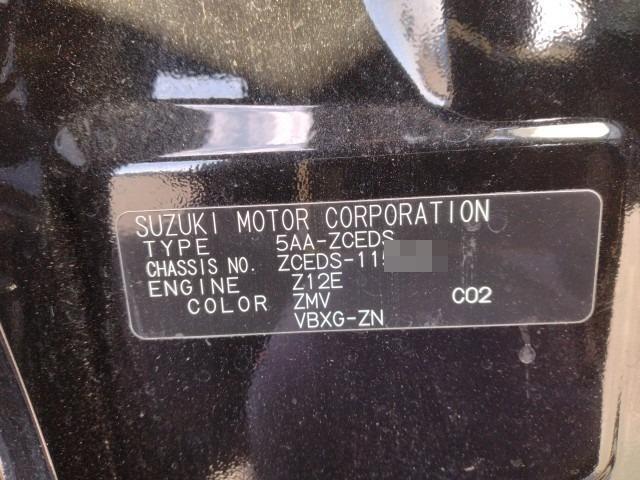 SUZUKI MOTOR CORPORATION
TYPE 5AA-ZCEDS
CHASSIS NO. ZCEDS-11
ENGINE Z12E
COLOR ZMV C02
VBXG-ZN